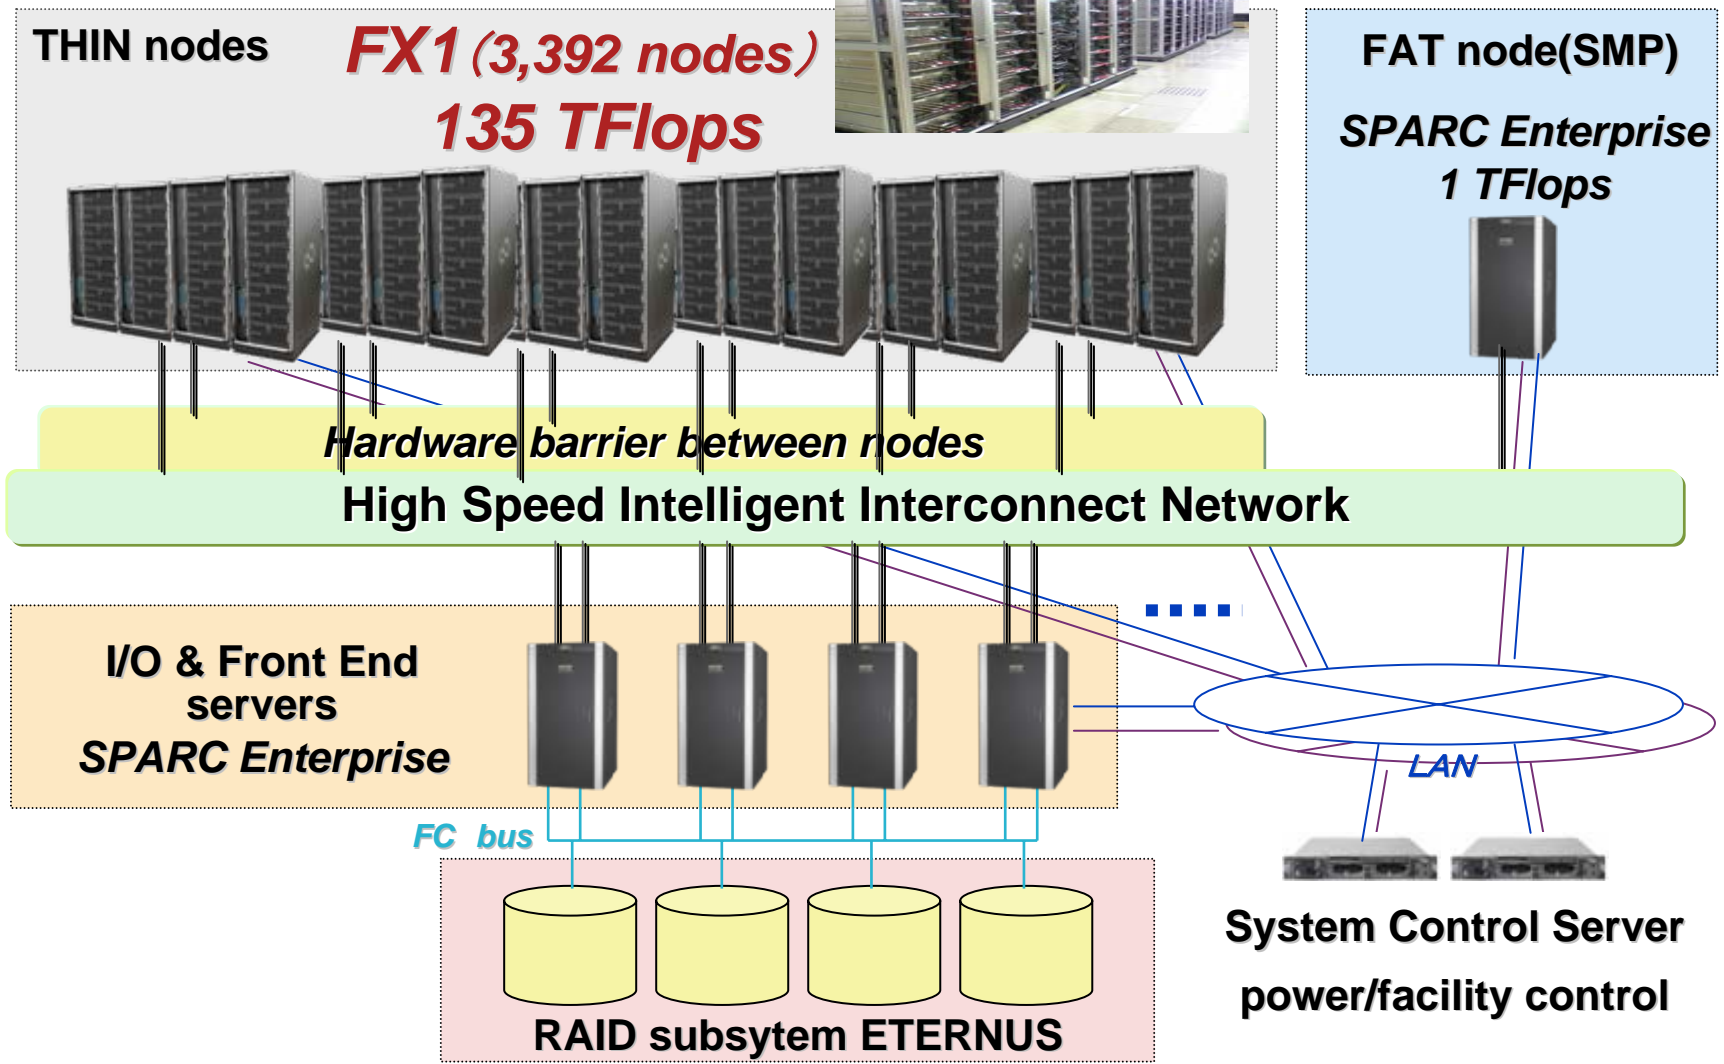 THIN nodes
FX1（3,392 nodes）
135 TFlops
FAT node(SMP)
SPARC Enterprise
1 TFlops
Hardware barrier between nodes
High Speed Intelligent Interconnect Network
I/O & Front End
servers
SPARC Enterprise
LAN
FC bus
System Control Server
power/facility control
RAID subsytem ETERNUS